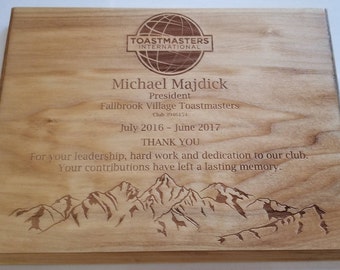 TOASTMASTERS
INTERNATIONAL
Michael Majdick
President
Fallbrook Village Toastmasters
July 2016 – June 2017
THANK YOU
For your leadership, hard work and dedication to our club.
Your contributions have left a lasting memory.